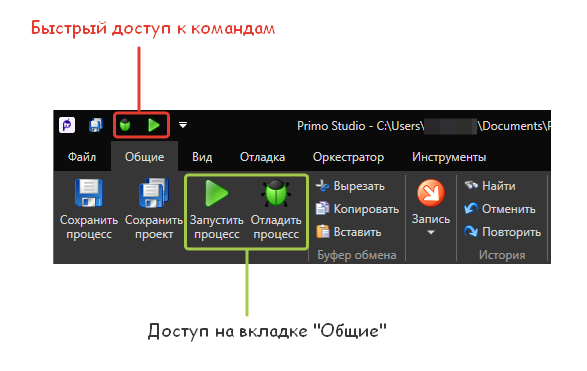 Быстрый доступ к командам
Primo Studio - C:\Users\ \Documents\P
Файл Общие Вид Отладка Оркестратор Инструменты
Сохранить процесс
Сохранить проект
Запустить процесс
Отладить процесс
Вырезать
Копировать
Вставить
Буфер обмена
Запись
Найти
Отменить
Повторить
История
Доступ на вкладке "Общие"